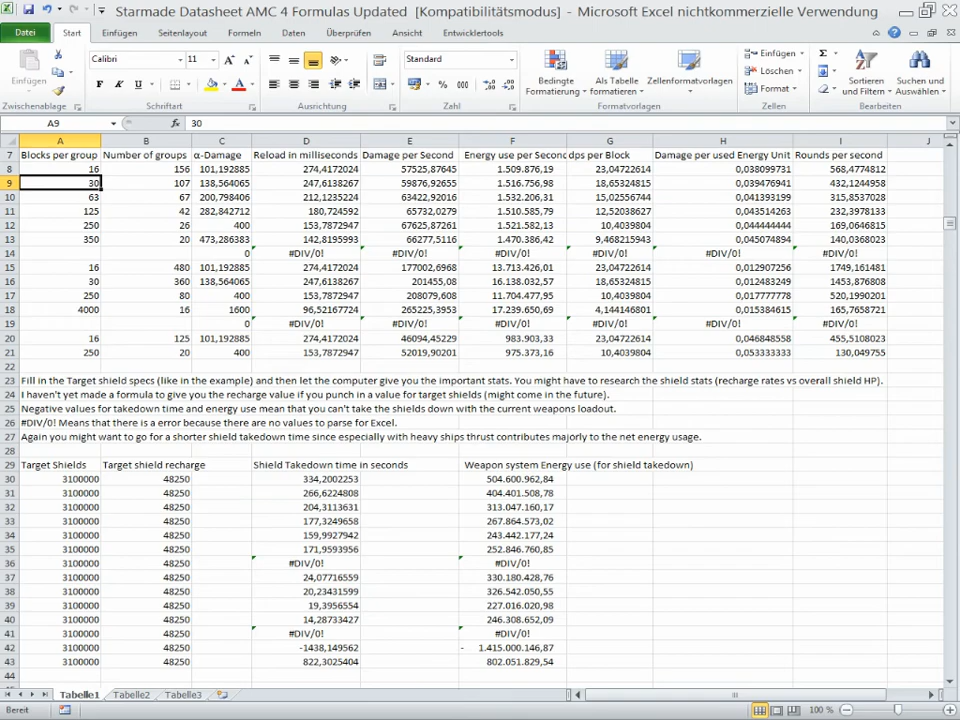 Starmade Datasheet AMC 4 Formulas Updated [Kompatibilitätsmodus] - Microsoft Excel nichtkommerzielle Verwendung
Datei Start Einfügen Seitenlayout Formeln Daten Überprüfen Ansicht Entwicklertools
Calibri 11 Standard
Einfügen
Bedingte Formatierung
Als Tabelle formatieren
Zellenformatvorlagen
Einfügen
Löschen
Format
Sortieren und Filtern
Suchen und Auswählen
Zwischenablage Schriftart Ausrichtung Zahl Formatvorlagen Zellen Bearbeiten
A9 fx 30
A B C D E F G H I J
7 Blocks per group Number of groups α-Damage Reload in milliseconds Damage per Second Energy use per Second dps per Block Damage per used Energy Unit Rounds per second
8 16 156 101,192885 274,4172024 57525,87645 1.509.876,19 23,04722614 0,038099731 568,4774812
9 30 107 138,564065 247,6138967 59876,92655 1.516.756,98 18,65324815 0,039476941 432,1244958
10 63 67 200,798406 212,1235224 63422,92016 1.532.206,31 15,02556744 0,041393199 315,8537028
11 125 42 282,842712 180,724592 65732,0279 1.510.585,79 12,52038627 0,043514263 232,3978133
12 250 26 400 153,7872947 67625,87261 1.521.582,13 10,4039804 0,044444444 169,0646815
13 350 20 473,286383 142,8195993 66277,5116 1.470.386,42 9,468215943 0,045074894 140,0368023
14 0 #DIV/0! #DIV/0! #DIV/0! #DIV/0! #DIV/0! #DIV/0!
15 16 480 101,192885 274,4172024 177002,6968 13.713.426,01 23,04722614 0,012907256 1749,161481
16 30 360 138,564065 247,6138967 201455,08 16.138.032,57 18,65324815 0,012483249 1453,876808
17 250 80 400 153,7872947 208079,608 11.704.477,95 10,4039804 0,017777778 520,1990201
18 4000 16 1600 96,52167724 265225,3953 17.239.650,69 4,144146801 0,015384615 165,7658721
19 0 #DIV/0! #DIV/0! #DIV/0! #DIV/0! #DIV/0! #DIV/0!
20 16 125 101,192885 274,4172024 46094,45229 983.903,33 23,04722614 0,046848558 455,5108023
21 250 20 400 153,7872947 52019,90201 975.373,16 10,4039804 0,053333333 130,049755
22
23 Fill in the Target shield specs (like in the example) and then let the computer give you the important stats. You might have to research the shield stats (recharge rates vs overall shield HP).
24 I haven't yet made a formula to give you the recharge value if you punch in a value for target shields (might come in the future).
25 Negative values for takedown time and energy use mean that you can't take the shields down with the current weapons loadout.
26 #DIV/0! Means that there is a error because there are no values to parse for Excel.
27 Again you might want to go for a shorter shield takedown time since especially with heavy ships thrust contributes majorly to the net energy usage.
28
29 Target Shields Target shield recharge Shield Takedown time in seconds Weapon system Energy use (for shield takedown)
30 3100000 48250 334,2002253 504.600.962,84
31 3100000 48250 266,6224808 404.401.508,78
32 3100000 48250 204,3113631 313.047.160,17
33 3100000 48250 177,3249658 267.864.573,02
34 3100000 48250 159,9927942 243.442.177,24
35 3100000 48250 171,9593956 252.846.760,85
36 3100000 48250 #DIV/0! #DIV/0!
37 3100000 48250 24,07716559 330.180.428,76
38 3100000 48250 20,23431599 326.542.050,55
39 3100000 48250 19,3956554 227.016.020,98
40 3100000 48250 14,28733427 246.308.652,09
41 3100000 48250 #DIV/0! #DIV/0!
42 3100000 48250 -1438,149562 - 1.415.000.146,87
43 3100000 48250 822,3025404 802.051.829,54
44
Tabelle1 Tabelle2 Tabelle3
Bereit 100 %